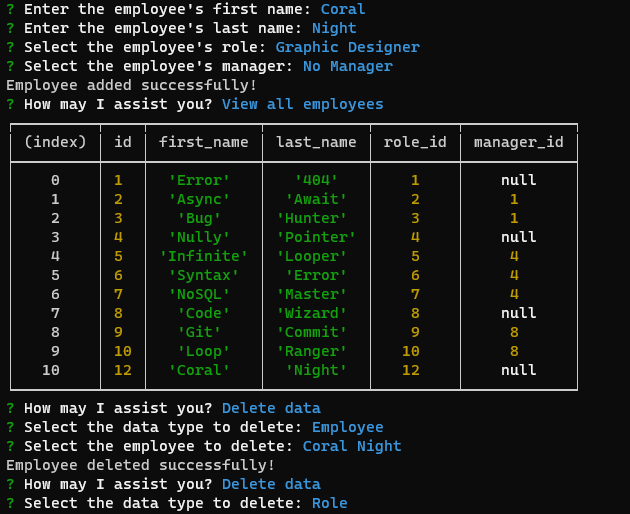 ? Enter the employee's first name: Coral
? Enter the employee's last name: Night
? Select the employee's role: Graphic Designer
? Select the employee's manager: No Manager
Employee added successfully!
? How may I assist you? View all employees
(index) id first_name last_name role_id manager_id
0 1 'Error' '404' 1 null
1 2 'Async' 'Await' 2 1
2 3 'Bug' 'Hunter' 3 1
3 4 'Nully' 'Pointer' 4 null
4 5 'Infinite' 'Looper' 5 4
5 6 'Syntax' 'Error' 6 4
6 7 'NoSQL' 'Master' 7 4
7 8 'Code' 'Wizard' 8 null
8 9 'Git' 'Commit' 9 8
9 10 'Loop' 'Ranger' 10 8
10 12 'Coral' 'Night' 12 null
? How may I assist you? Delete data
? Select the data type to delete: Employee
? Select the employee to delete: Coral Night
Employee deleted successfully!
? How may I assist you? Delete data
? Select the data type to delete: Role